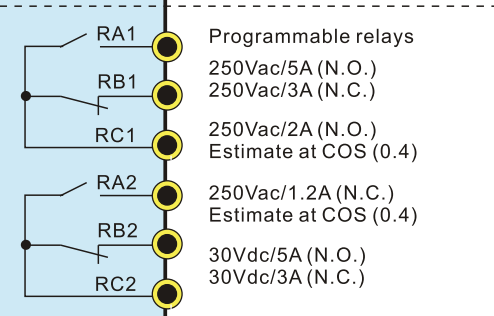 RA1
RB1
RC1
RA2
RB2
RC2
Programmable relays
250Vac/5A (N.O.)
250Vac/3A (N.C.)
250Vac/2A (N.O.)
Estimate at COS (0.4)
250Vac/1.2A (N.C.)
Estimate at COS (0.4)
30Vdc/5A (N.O.)
30Vdc/3A (N.C.)